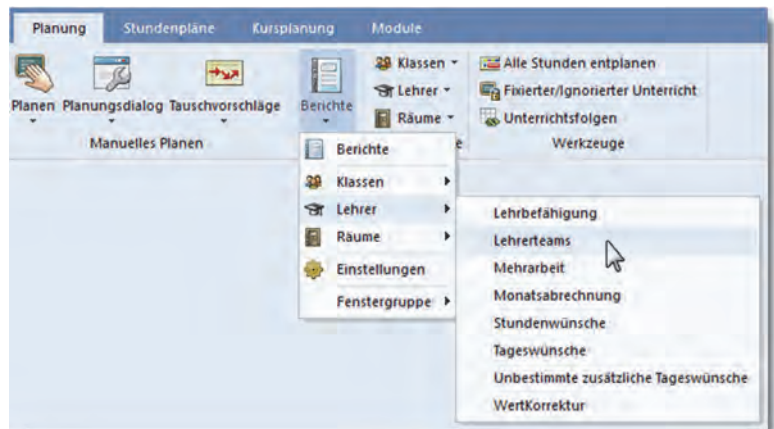 Planung Stundenpläne Kursplanung Module
Klassen Alle Stunden entplanen
Lehrer Fixierter/Ignorierter Unterricht
Planen Planungsdialog Tauschvorschläge Berichte
Räume Unterrichtsfolgen
Manuelles Planen e Werkzeuge
Berichte
Klassen
Lehrer
Räume
Einstellungen
Fenstergruppe
Lehrbefähigung
Lehrerteams
Mehrarbeit
Monatsabrechnung
Stundenwünsche
Tageswünsche
Unbestimmte zusätzliche Tageswünsche
WertKorrektur